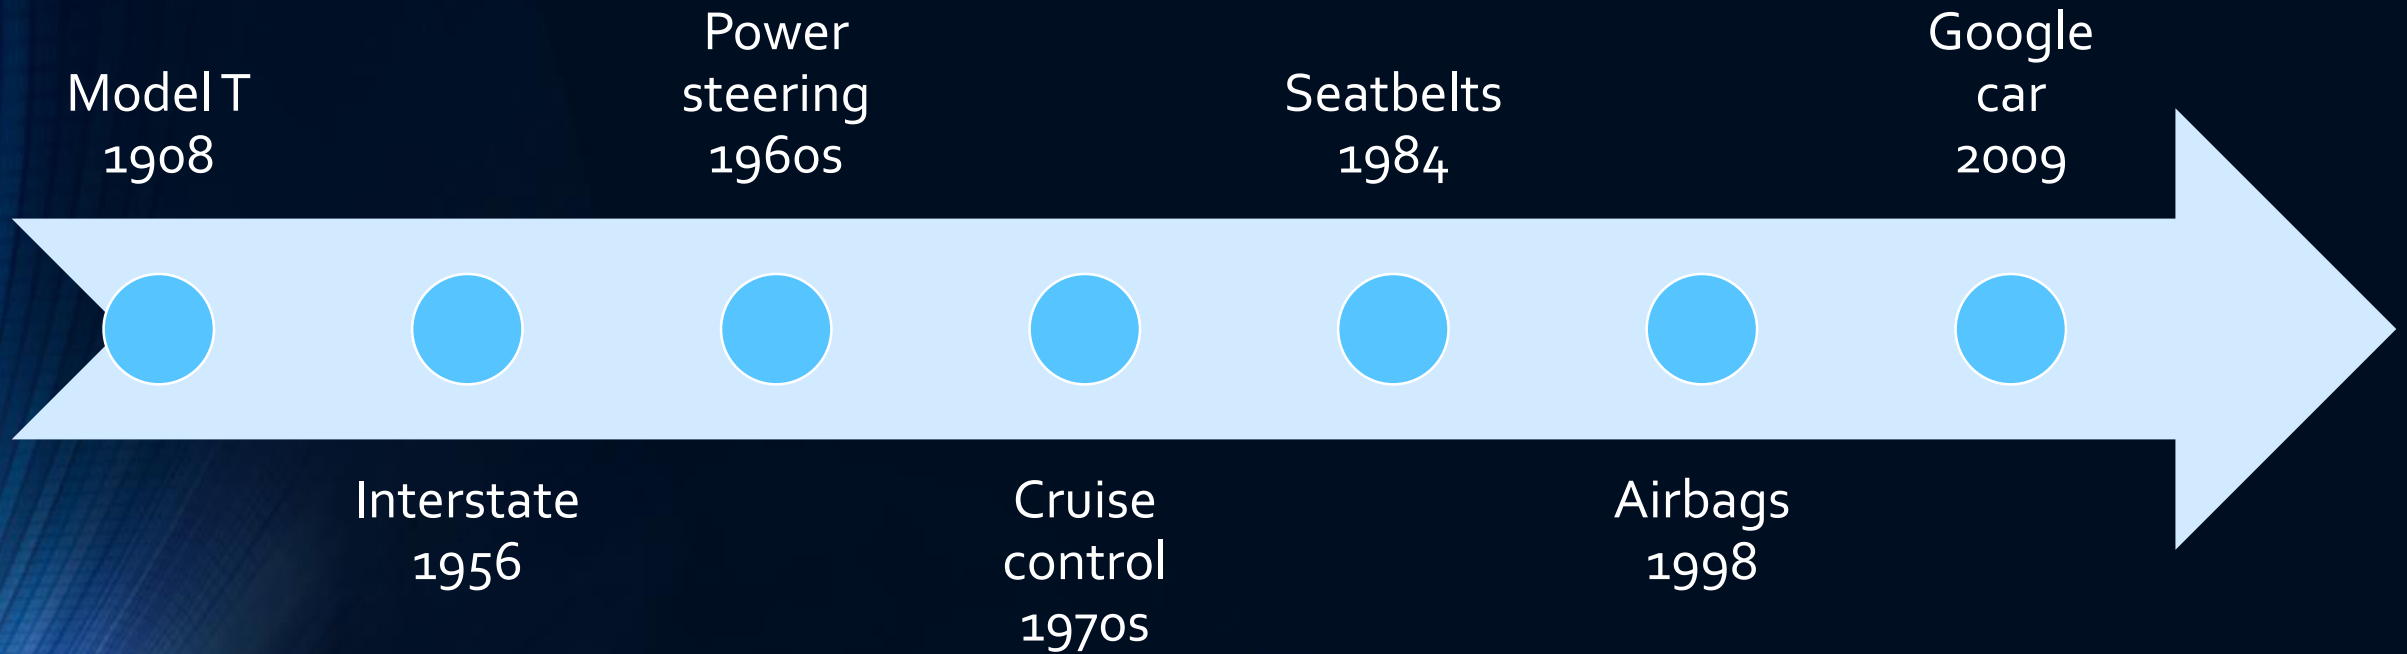 Model T
1908
Interstate
1956
Power
steering
1960s
Cruise
control
1970s
Seatbelts
1984
Airbags
1998
Google
car
2009